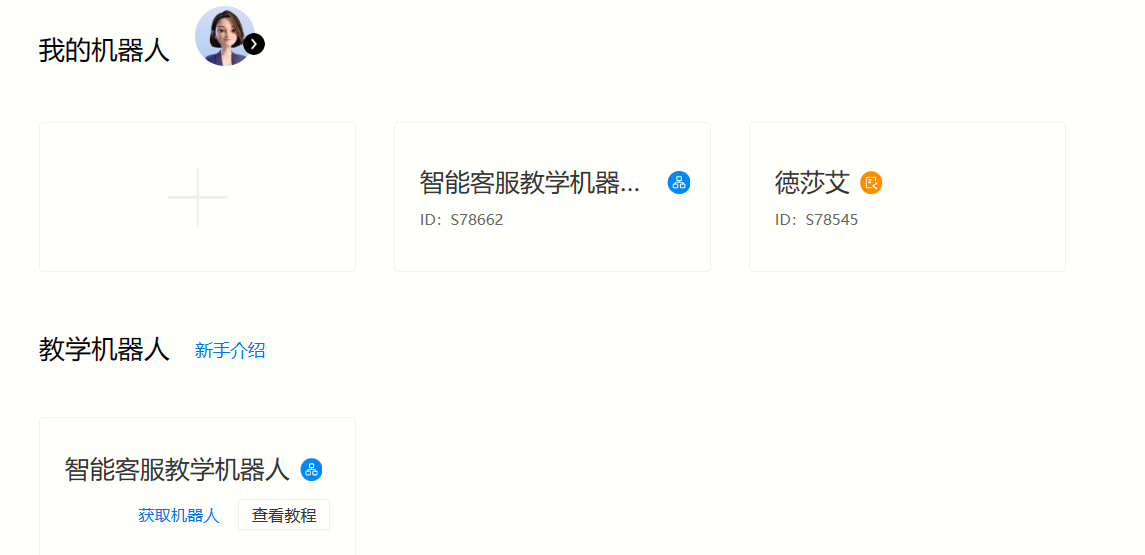 我的机器人
智能客服教学机器...
ID：S78662
徳莎艾
ID：S78545
教学机器人 新手介绍
智能客服教学机器人
获取机器人 查看教程